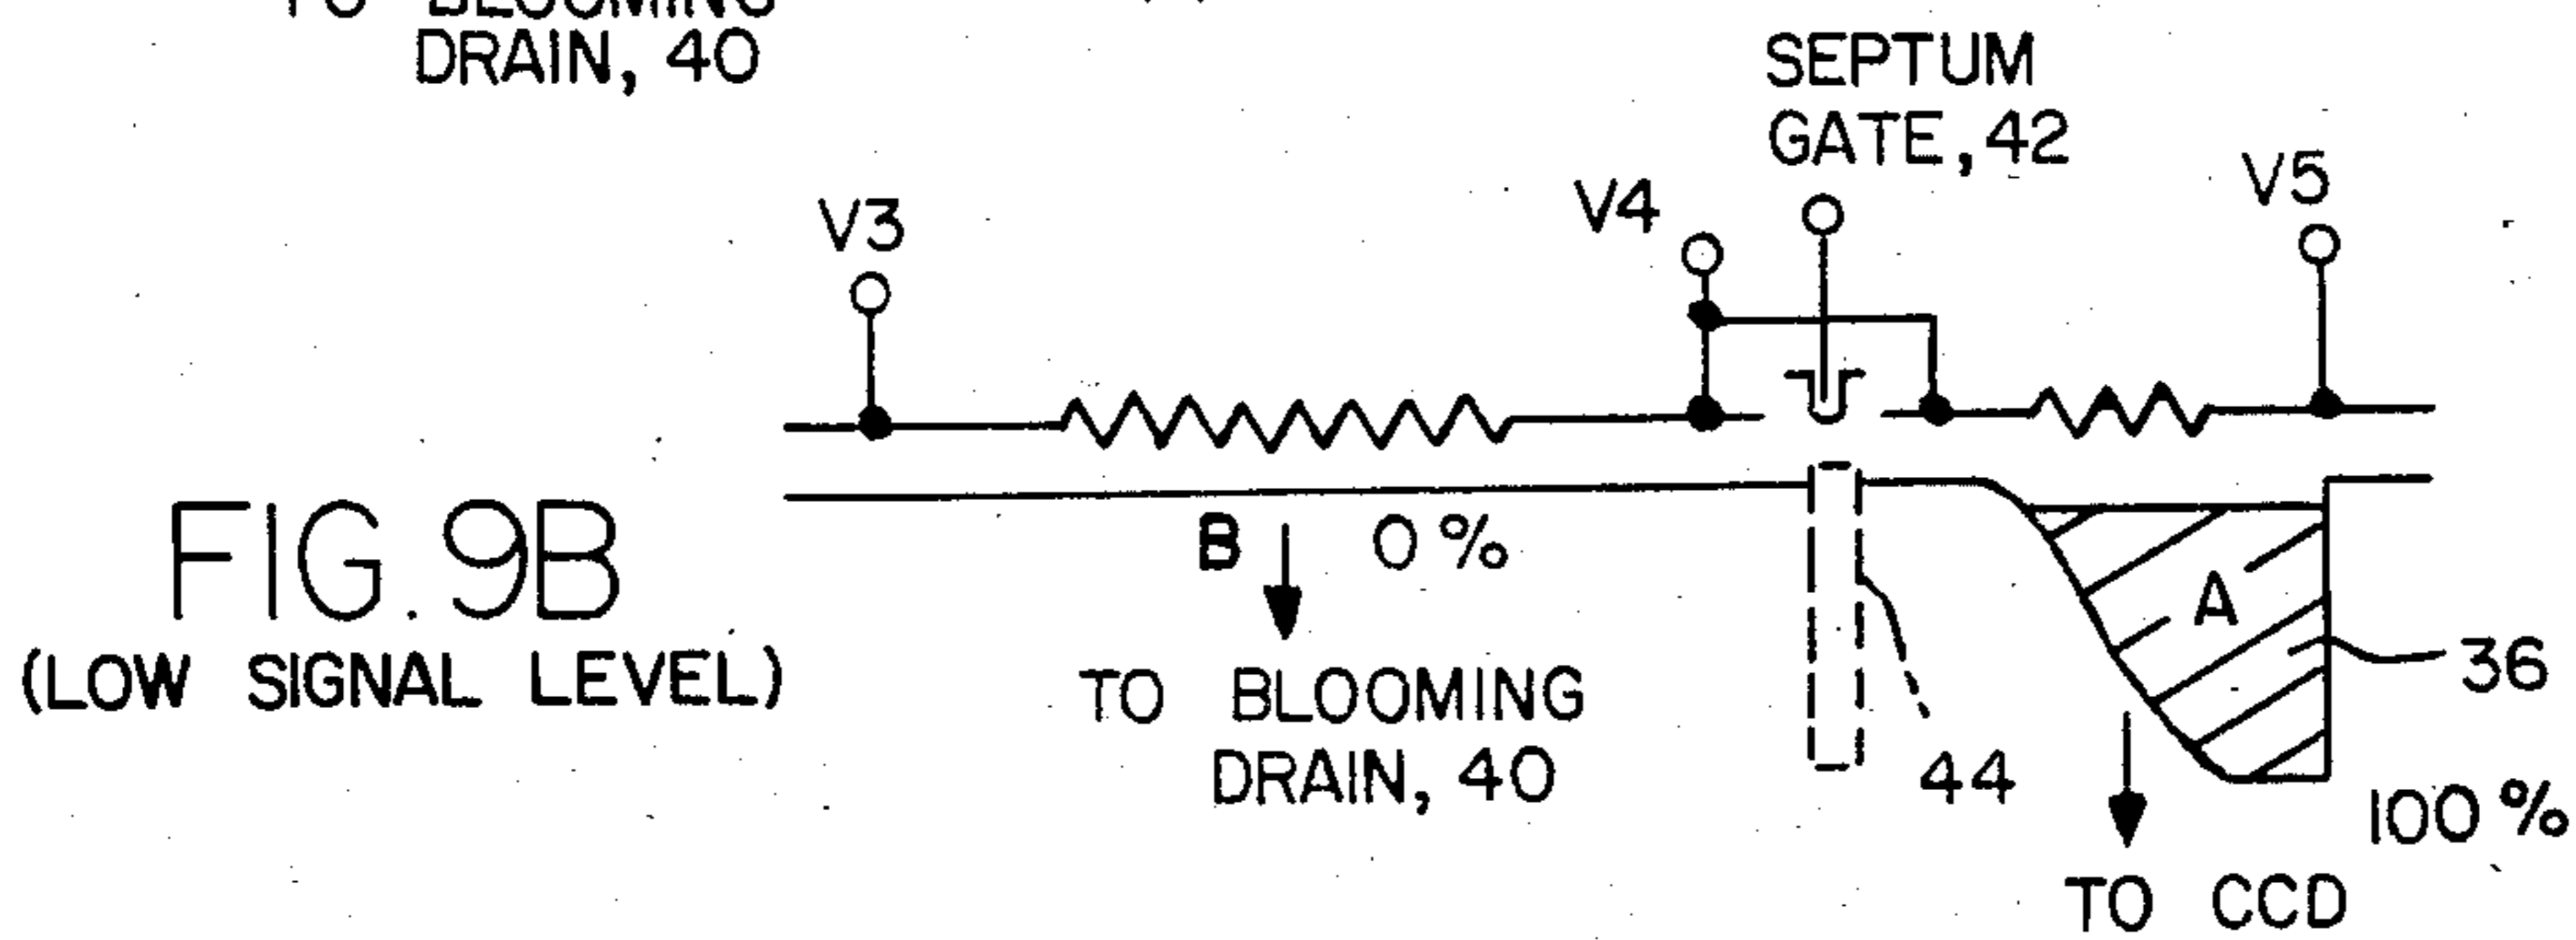 TO BLOOMING
DRAIN, 40
SEPTUM
GATE, 42
V3
V4
V5
B
0 %
A
36
FIG. 9B
(LOW SIGNAL LEVEL)
TO BLOOMING
DRAIN, 40
44
100 %
TO CCD